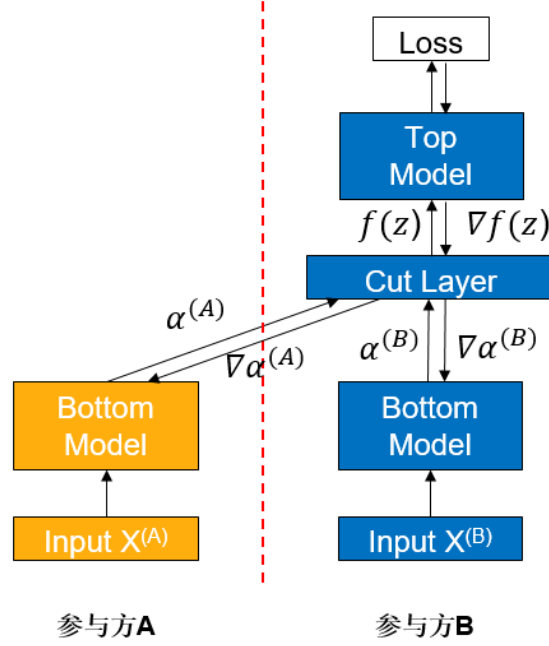 Loss
Top
Model
f(z) ∇f(z)
Cut Layer
α^(A)
∇α^(A)
α^(B) ∇α^(B)
Bottom
Model
Bottom
Model
Input X^(A)
Input X^(B)
参与方A
参与方B